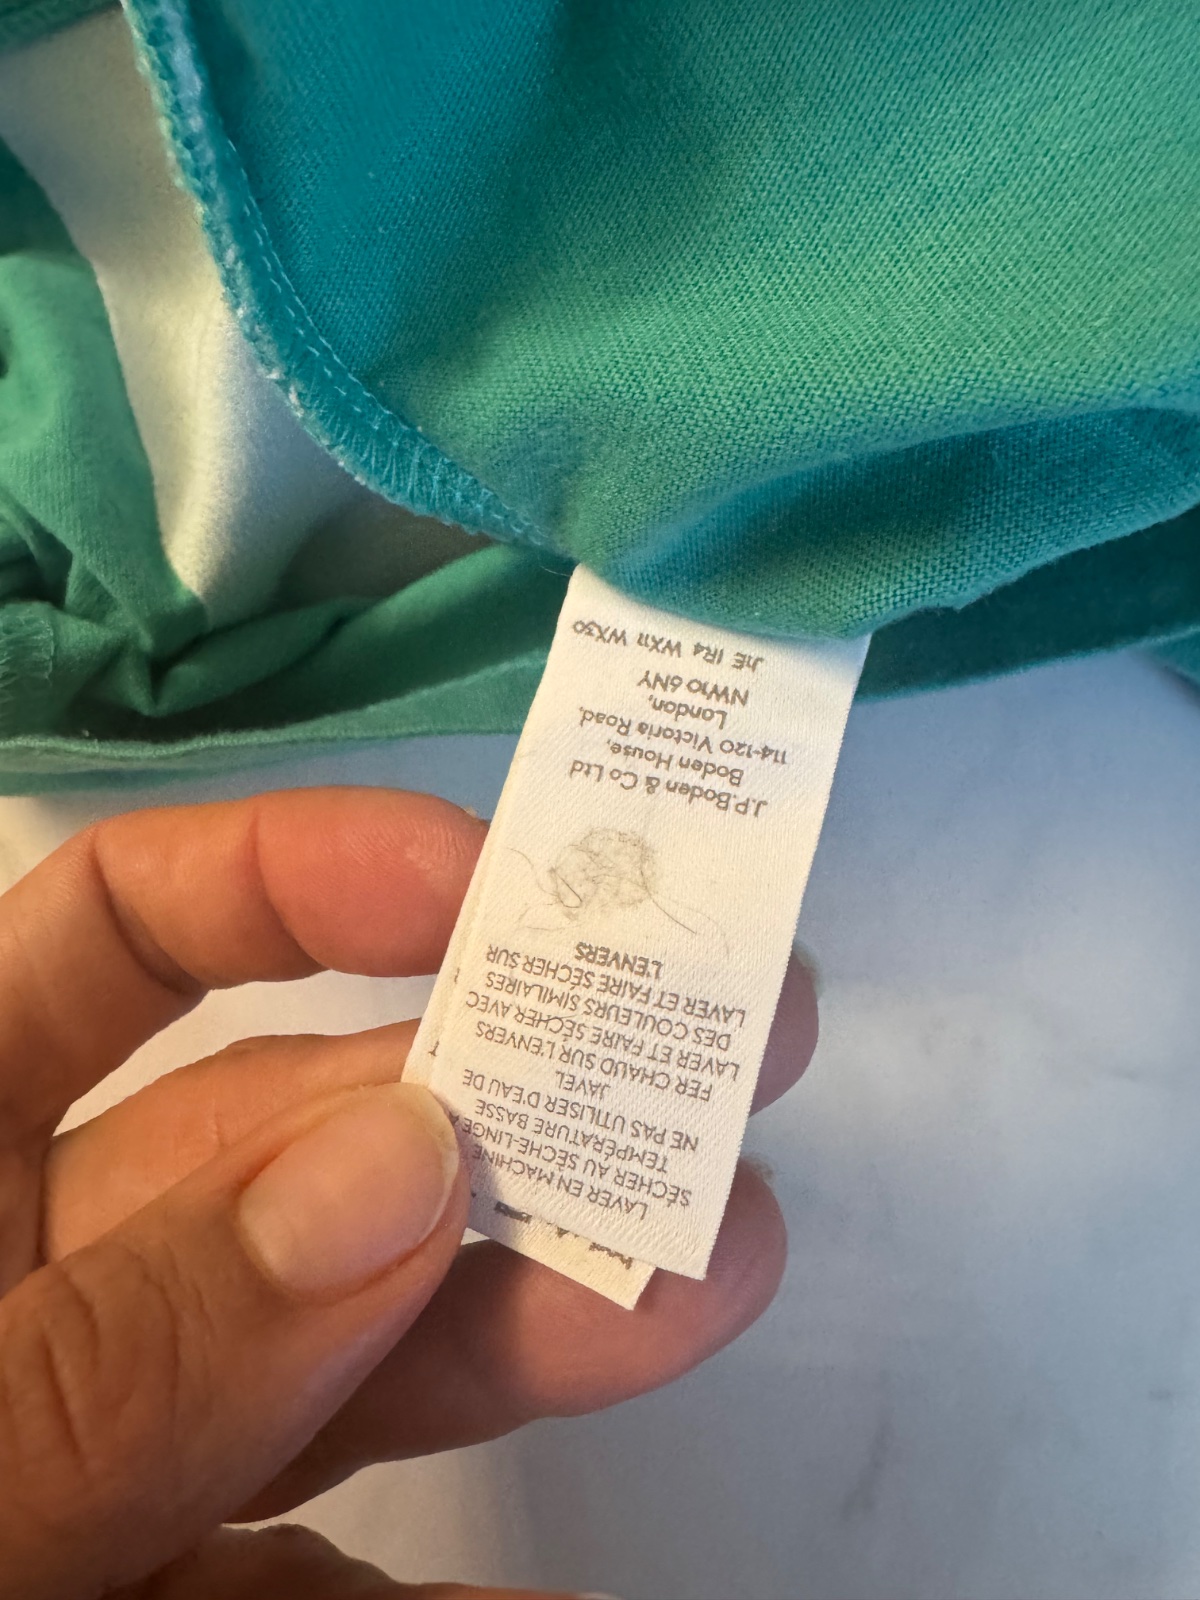 LAVER EN MACHINE
SÉCHER AU SÈCHE-LINGE À
TEMPÉRATURE BASSE
NE PAS UTILISER D'EAU DE
JAVEL
FER CHAUD SUR L'ENVERS
LAVER ET FAIRE SÉCHER AVEC
DES COULEURS SIMILAIRES
LAVER ET FAIRE SÉCHER SUR
L'ENVERS
J.P.Boden & Co Ltd
Boden House,
114-120 Victoria Road,
London,
NW10 6NY
J1E IR4 WX11 WX30